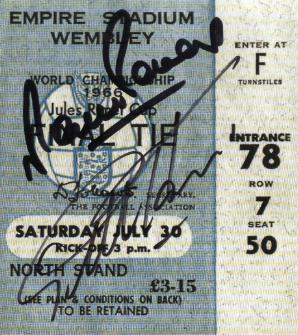 EMPIRE STADIUM
WEMBLEY
WORLD CHAMPIONSHIP
1966
Jules Rimet Cup
FINAL TIE
THE FOOTBALL ASSOCIATION
SATURDAY JULY 30
KICK-OFF 3 p.m.
NORTH STAND
£3-15
(SEE PLAN & CONDITIONS ON BACK)
TO BE RETAINED
ENTER AT
F
TURNSTILES
ENTRANCE
78
ROW
7
SEAT
50